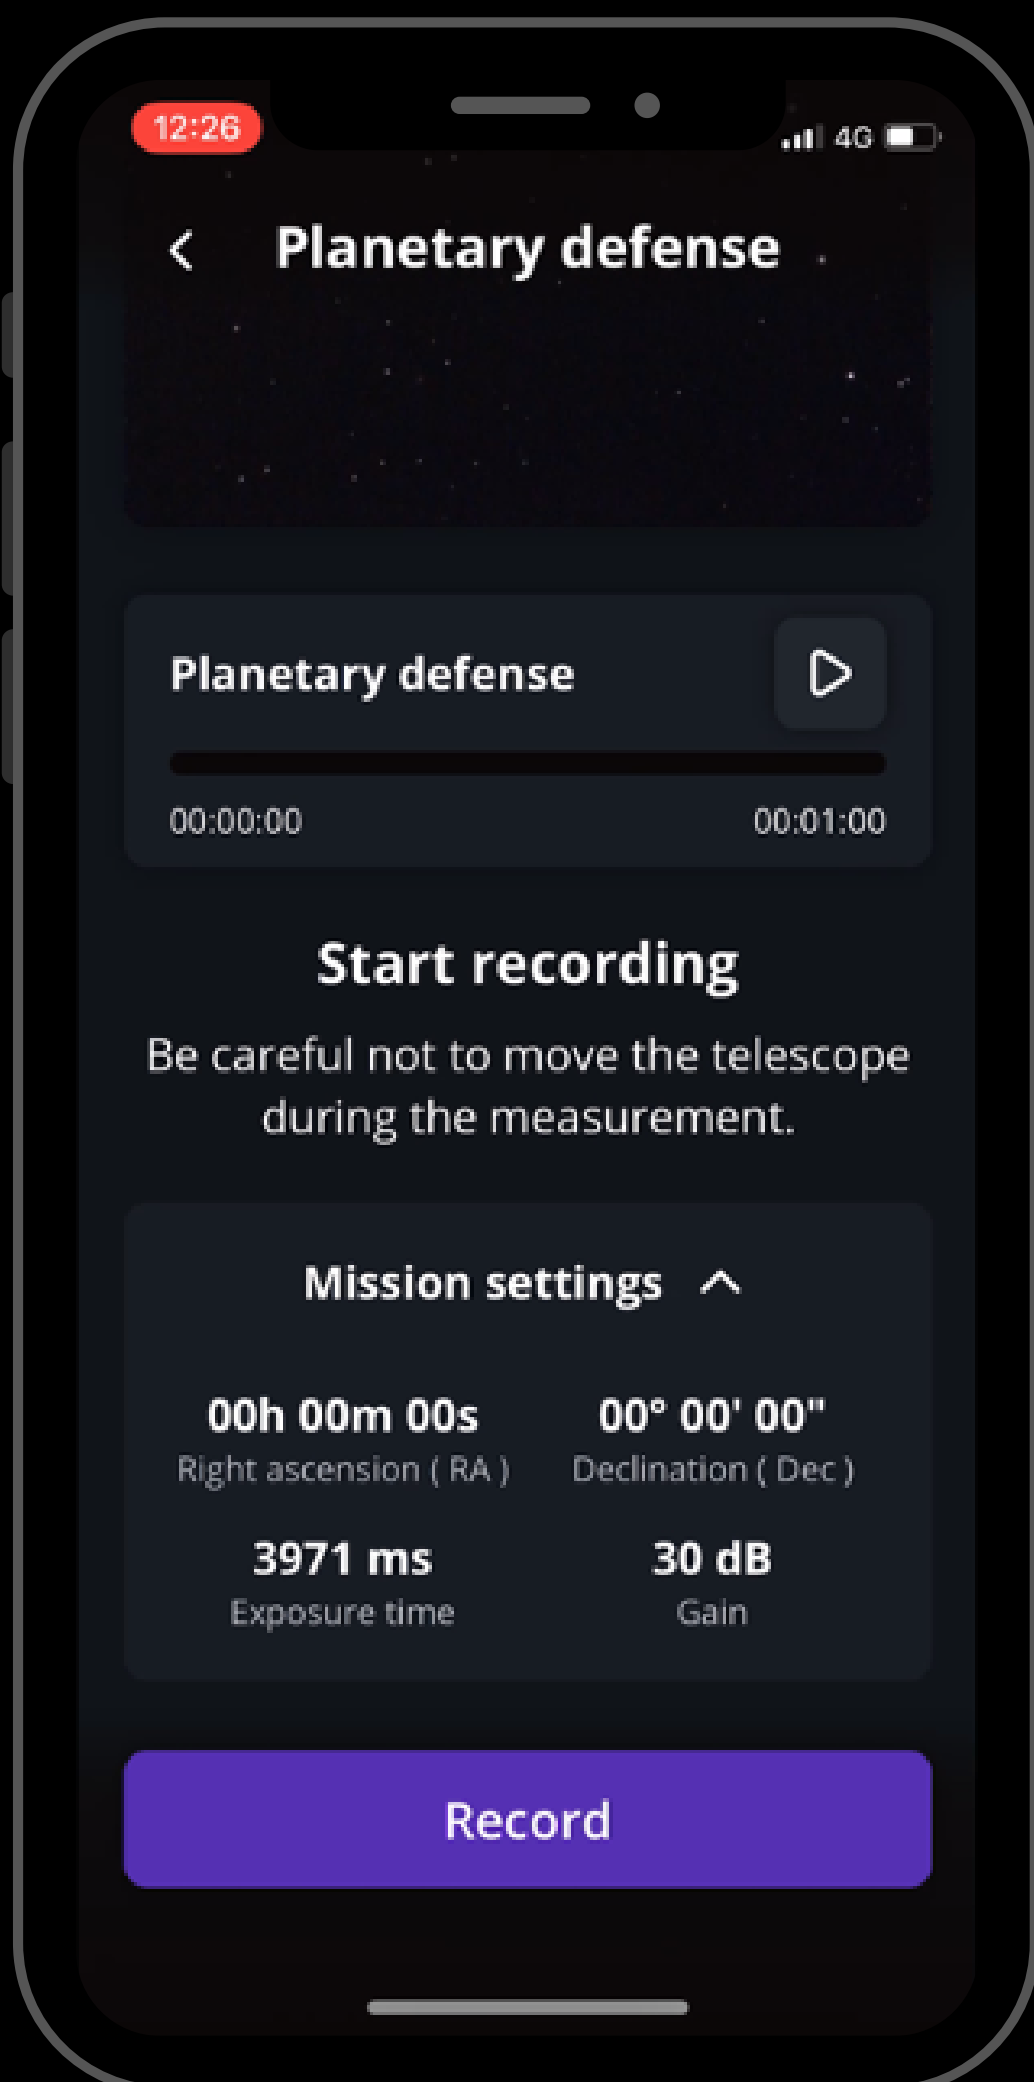 12:26
4G
Planetary defense
Planetary defense
00:00:00 00:01:00
Start recording
Be careful not to move the telescope
during the measurement.
Mission settings
00h 00m 00s 00° 00' 00"
Right ascension ( RA ) Declination ( Dec )
3971 ms 30 dB
Exposure time Gain
Record